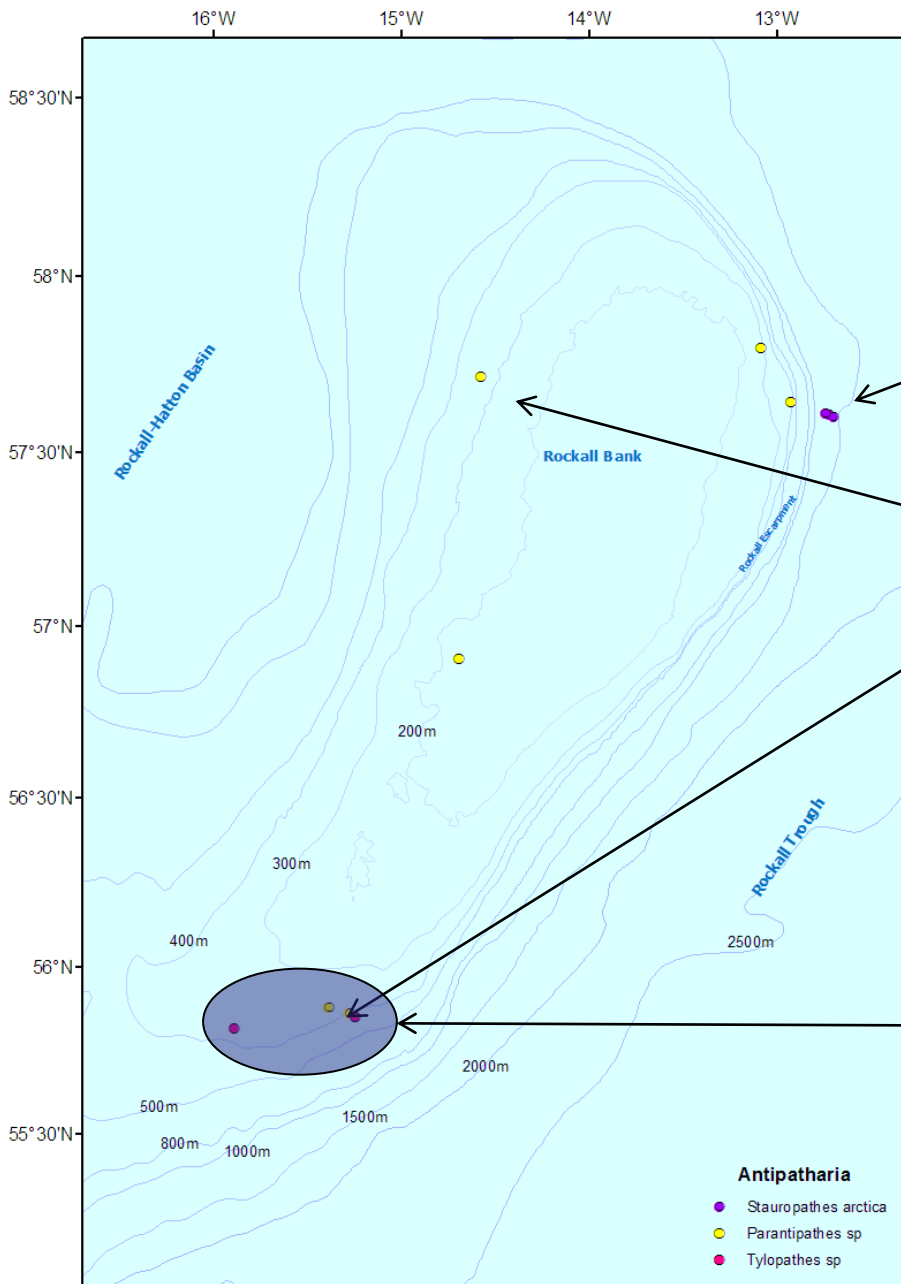 16°W
15°W
14°W
13°W
58°30'N
58°N
57°30'N
57°N
56°30'N
56°N
55°30'N
Rockall-Hatton Basin
Rockall Bank
Rockall Escarpment
200m
300m
Rockall Trough
400m
2500m
2000m
500m
1500m
800m
1000m
Antipatharia
Stauropathes arctica
Parantipathes sp
Tylopathes sp